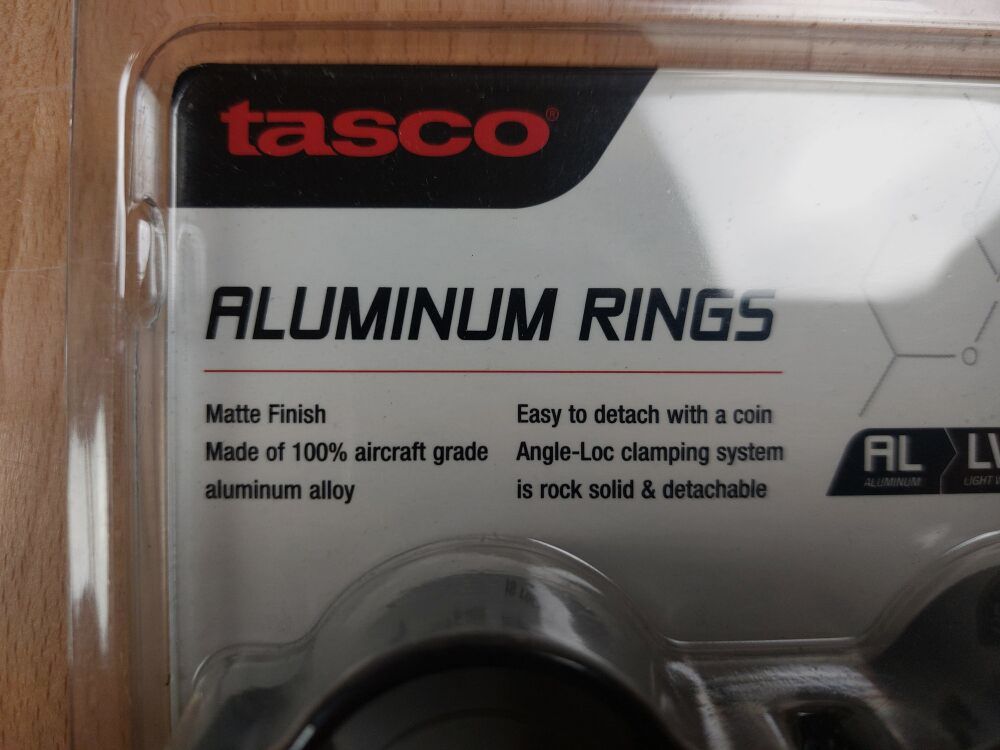 tasco®
ALUMINUM RINGS
Matte Finish
Made of 100% aircraft grade
aluminum alloy
Easy to detach with a coin
Angle-Loc clamping system
is rock solid & detachable
AL
ALUMINUM
LIGHT
O